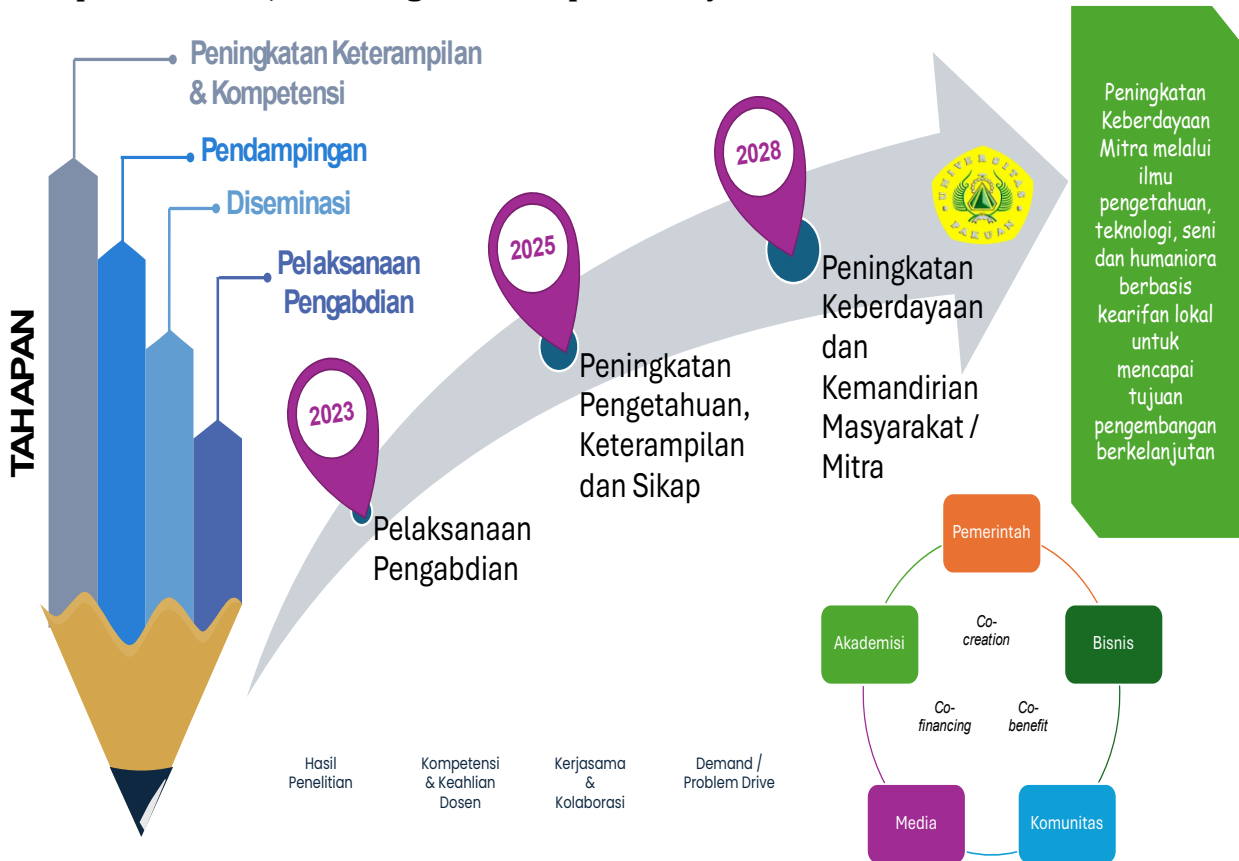 Peningkatan Keterampilan
& Kompetensi
Pendampingan
Diseminasi
Pelaksanaan
Pengabdian
TAHAPAN
2023
Pelaksanaan
Pengabdian
2025
Peningkatan
Pengetahuan,
Keterampilan
dan Sikap
2028
Peningkatan
Keberdayaan
dan
Kemandirian
Masyarakat /
Mitra
UNIVERSITAS
PAKUAN
Peningkatan
Keberdayaan
Mitra melalui
ilmu
pengetahuan,
teknologi, seni
dan humaniora
berbasis
kearifan lokal
untuk
mencapai
tujuan
pengembangan
berkelanjutan
Hasil
Penelitian
Kompetensi
& Keahlian
Dosen
Kerjasama
&
Kolaborasi
Demand /
Problem Drive
Pemerintah
Akademisi
Bisnis
Co-
creation
Co-
financing
Co-
benefit
Media
Komunitas